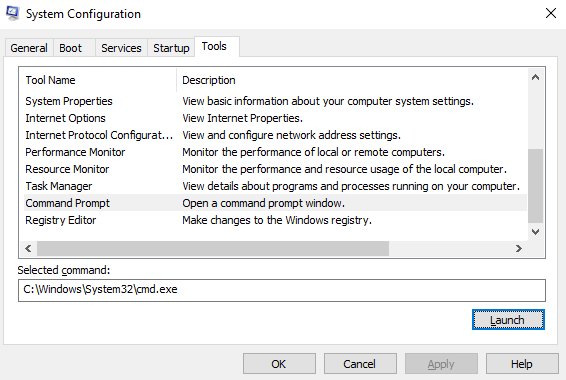 System Configuration
General Boot Services Startup Tools
Tool Name Description
System Properties View basic information about your computer system settings.
Internet Options View Internet Properties.
Internet Protocol Configurat... View and configure network address settings.
Performance Monitor Monitor the performance of local or remote computers.
Resource Monitor Monitor the performance and resource usage of the local computer.
Task Manager View details about programs and processes running on your computer.
Command Prompt Open a command prompt window.
Registry Editor Make changes to the Windows registry.
Selected command:
C:\Windows\System32\cmd.exe
Launch
OK Cancel Apply Help